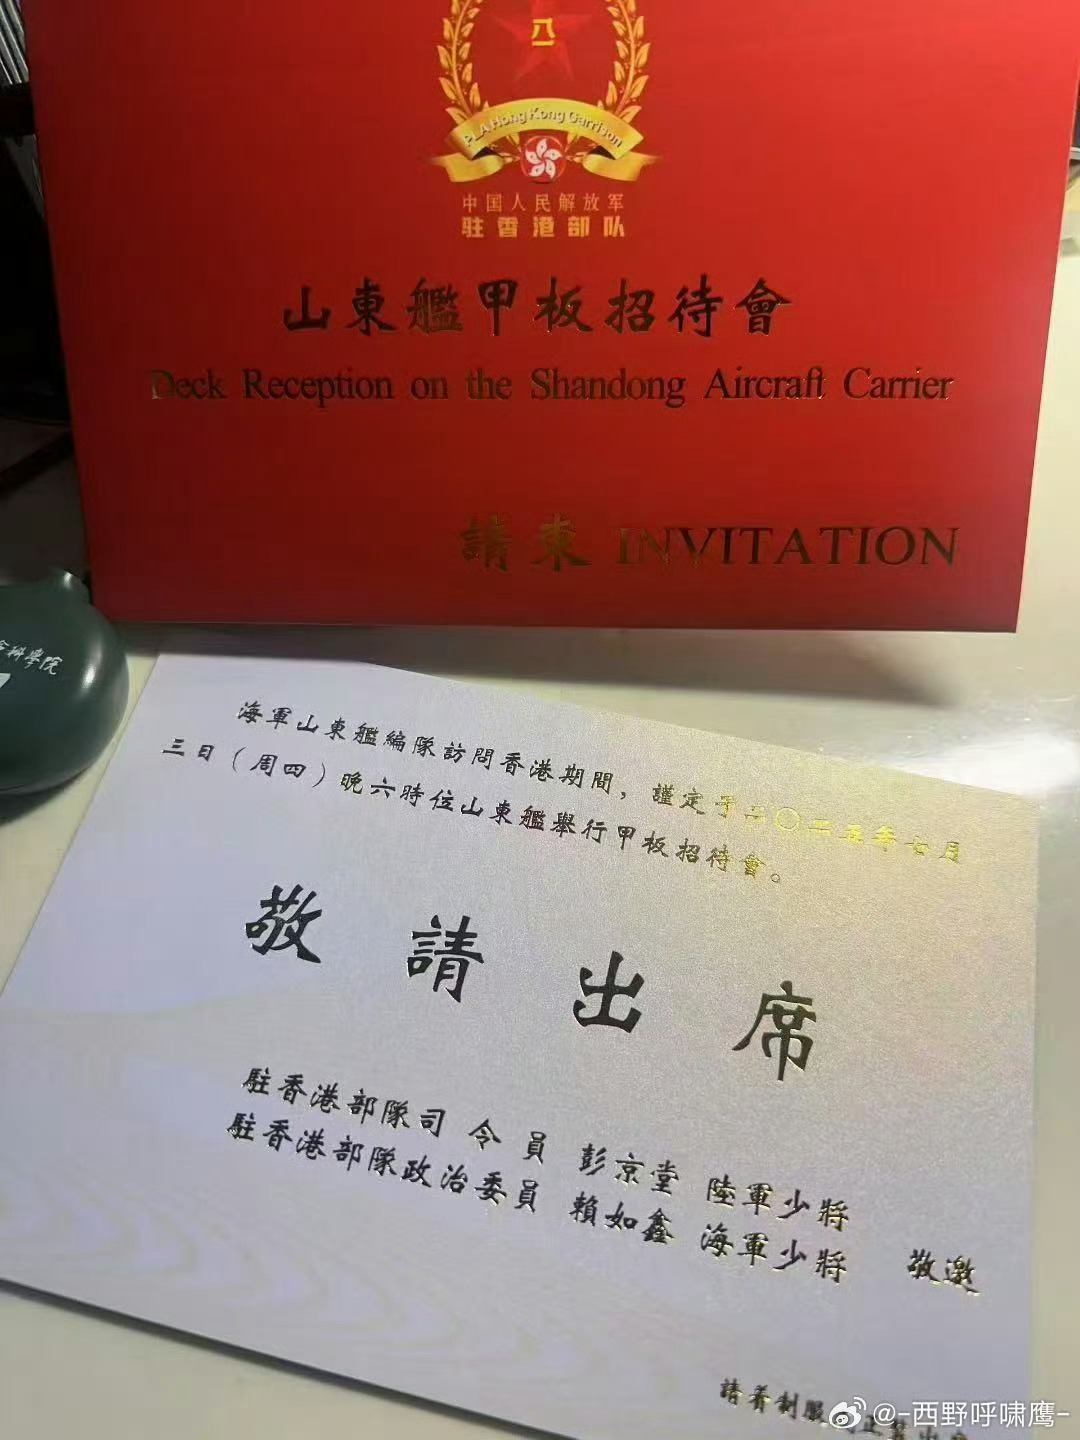 八一
PLA Hong Kong Garrison
中国人民解放军
驻香港部队
山東艦甲板招待會
Deck Reception on the Shandong Aircraft Carrier
請柬 INVITATION
科學院
海軍山東艦編隊訪問香港期間，謹定于二〇二五年七月
三日（周四）晚六時位山東艦舉行甲板招待會。
敬請出席
駐香港部隊司令員 彭京堂 陸軍少將
駐香港部隊政治委員 賴如鑫 海軍少將 敬邀
請着制服
@-西野呼啸鹰-